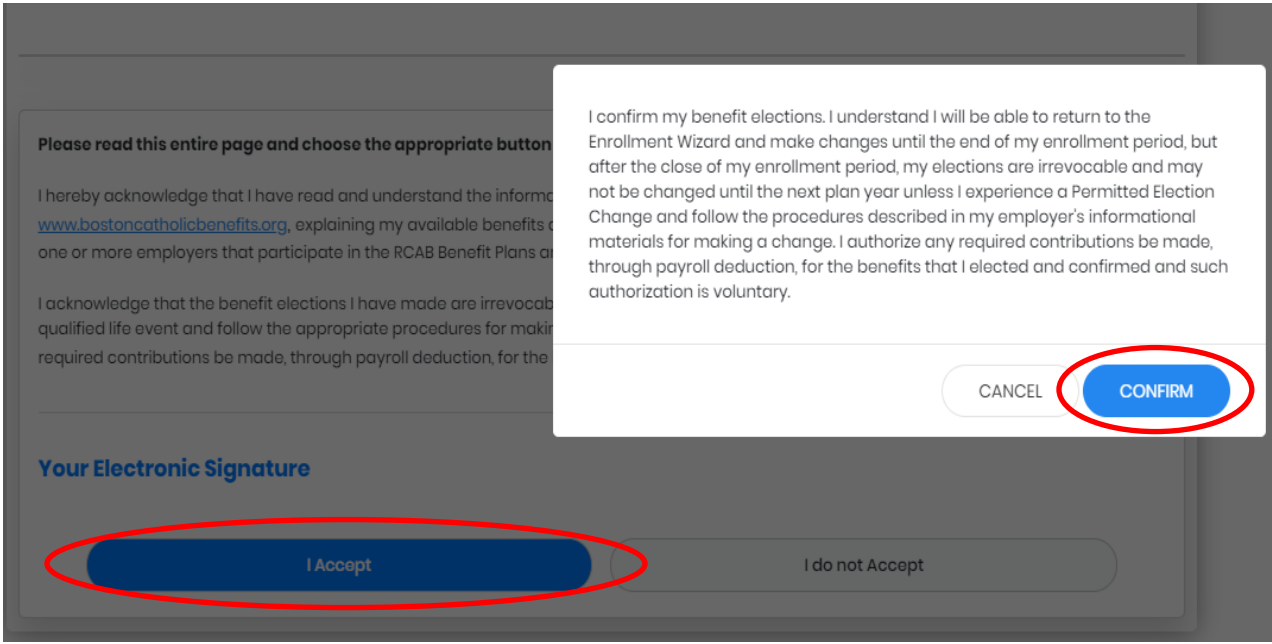 Please read this entire page and choose the appropriate button
I hereby acknowledge that I have read and understand the informa
www.bostoncatholicbenefits.org, explaining my available benefits
one or more employers that participate in the RCAB Benefit Plans
I acknowledge that the benefit elections I have made are irrevocab
qualified life event and follow the appropriate procedures for makin
required contributions be made, through payroll deduction, for the
I confirm my benefit elections. I understand I will be able to return to the
Enrollment Wizard and make changes until the end of my enrollment period, but
after the close of my enrollment period, my elections are irrevocable and may
not be changed until the next plan year unless I experience a Permitted Election
Change and follow the procedures described in my employer's informational
materials for making a change. I authorize any required contributions be made,
through payroll deduction, for the benefits that I elected and confirmed and such
authorization is voluntary.
CANCEL
CONFIRM
Your Electronic Signature
I Accept
I do not Accept